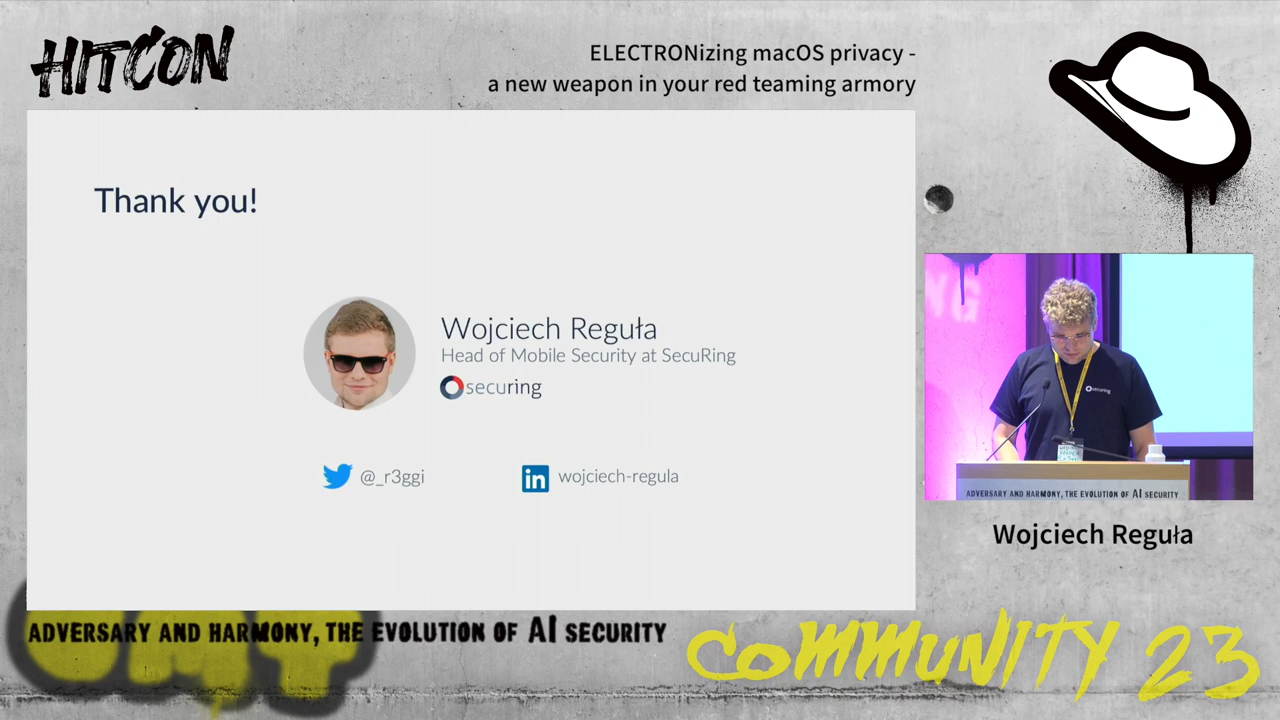 HITCON
ELECTRONizing macOS privacy -
a new weapon in your red teaming armory
Thank you!
Wojciech Reguła
Head of Mobile Security at SecuRing
securing
@_r3ggi
wojciech-regula
securing
ADVERSARY AND HARMONY, THE EVOLUTION OF AI SECURITY
Wojciech Reguła
ADVERSARY AND HARMONY, THE EVOLUTION OF AI SECURITY
COMMUNITY 23